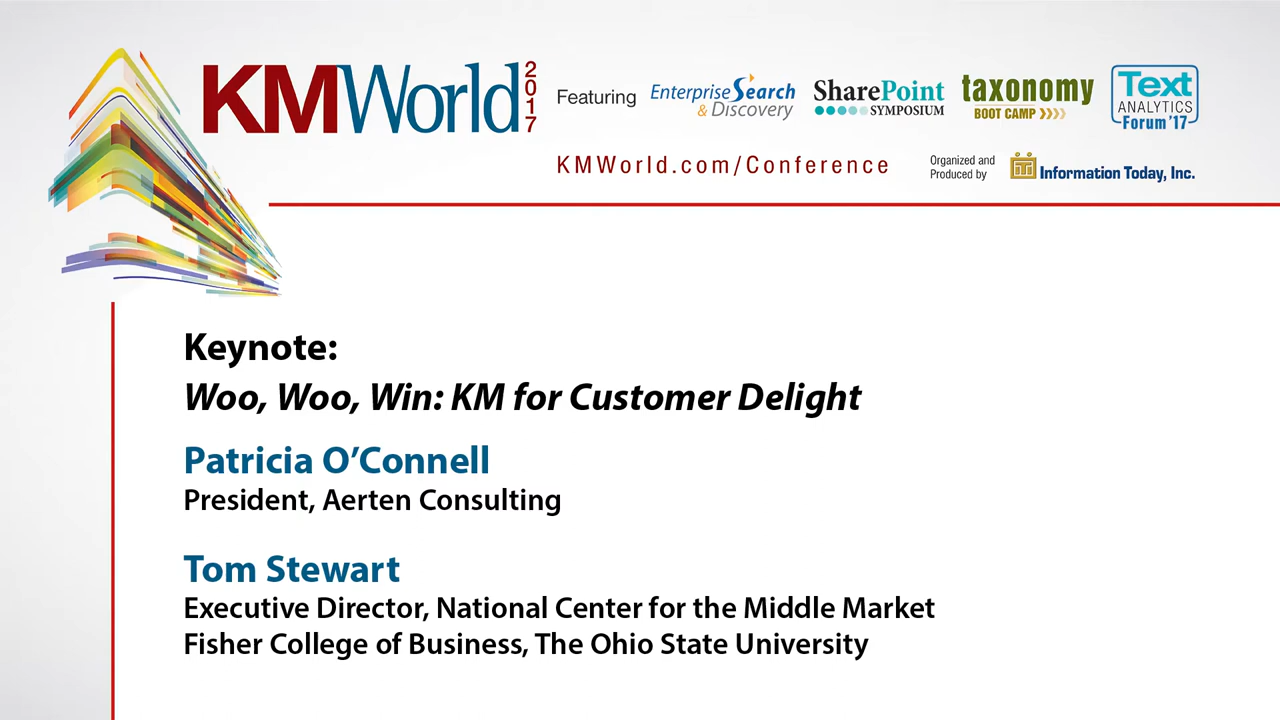 KMWorld 2017
Featuring
Enterprise Search & Discovery
SharePoint SYMPOSIUM
taxonomy BOOT CAMP
Text ANALYTICS Forum '17
KMWorld.com/Conference
Organized and Produced by
ITI Information Today, Inc.
Keynote:
Woo, Woo, Win: KM for Customer Delight
Patricia O’Connell
President, Aerten Consulting
Tom Stewart
Executive Director, National Center for the Middle Market
Fisher College of Business, The Ohio State University